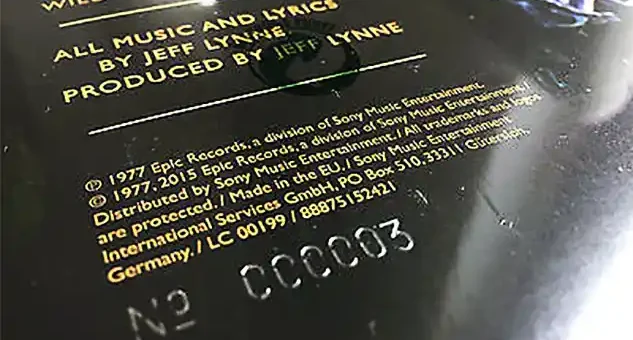 ALL MUSIC AND LYRICS
BY JEFF LYNNE
PRODUCED BY JEFF LYNNE
℗ 1977 Epic Records, a division of Sony Music Entertainment.
© 1977, 2015 Epic Records, a division of Sony Music Entertainment /
Distributed by Sony Music Entertainment. / All trademarks and logos
are protected. / Made in the EU. / Sony Music Entertainment
International Services GmbH, PO Box 510, 33311 Gütersloh,
Germany. / LC 00199 / 88875152421
Nº 000003